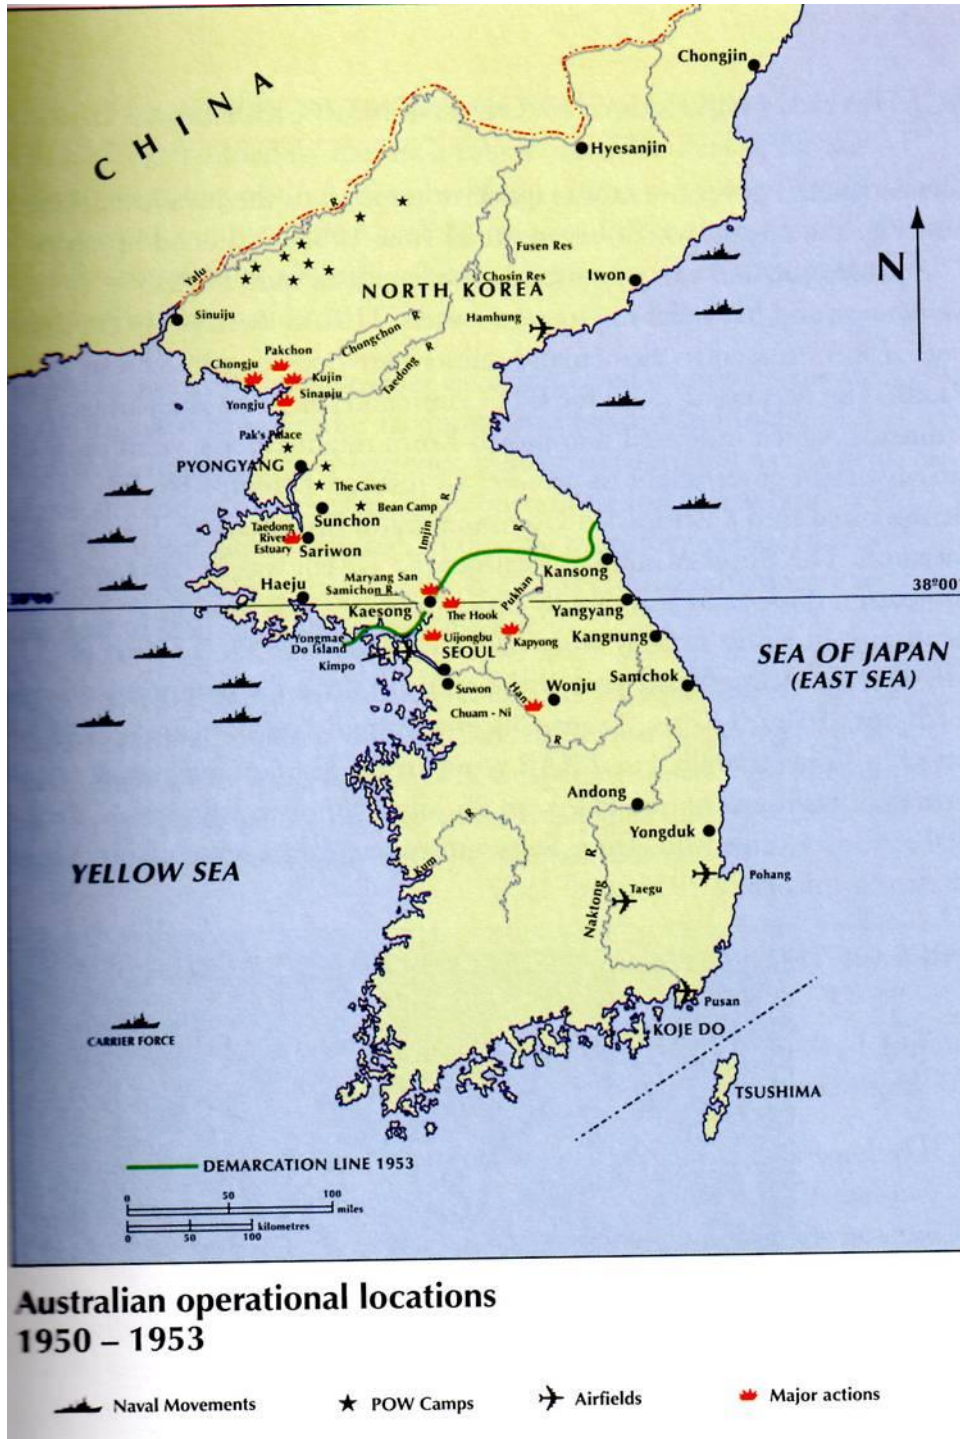 CHINA
Chongjin
Hyesanjin
R
Fusen Res
N
Yalu
Chosin Res
Iwon
NORTH KOREA
Sinuiju
Hamhung
R
Chongchon
Pakchon
R
Chongju
Kujin
Taedong
Sinanju
Yongju
Pak's Palace
PYONGYANG
The Caves
R
Bean Camp
Sunchon
R
Taedong
River
Estuary
Imjin
Sariwon
Kansong
Maryang San
Haeju
Samichon R.
Pukhan
38º00'
38º00'
Kaesong
The Hook
Yangyang
Yongmae
Do Island
Uijongbu
Kapyong
Kangnung
SEOUL
SEA OF JAPAN
(EAST SEA)
Kimpo
Samchok
Suwon
Han
Wonju
Chuam - Ni
R
Andong
R
Yongduk
R
YELLOW SEA
Kum
Pohang
Taegu
Naktong
Pusan
KOJE DO
CARRIER FORCE
TSUSHIMA
DEMARCATION LINE 1953
0 50 100
miles
kilometres
0 50 100
Australian operational locations
1950 – 1953
Naval Movements POW Camps Airfields Major actions